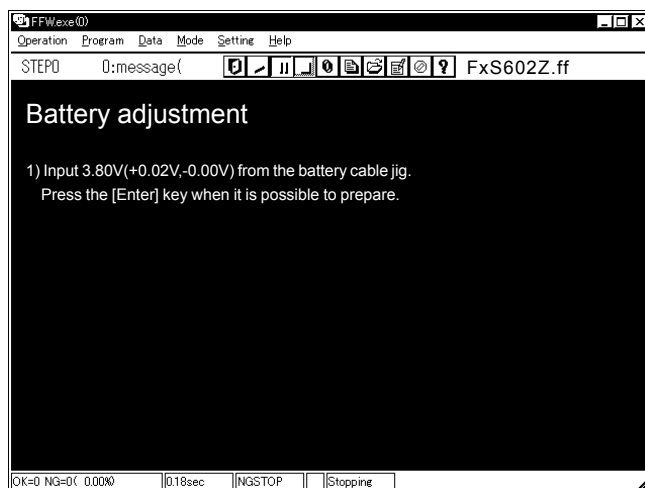 FFW.exe(0)
Operation Program Data Mode Setting Help
STEP0 0:message( FxS602Z.ff
Battery adjustment
1) Input 3.80V(+0.02V,-0.00V) from the battery cable jig.
Press the [Enter] key when it is possible to prepare.
OK=0 NG=0( 0.00%) 0.18sec NGSTOP Stopping